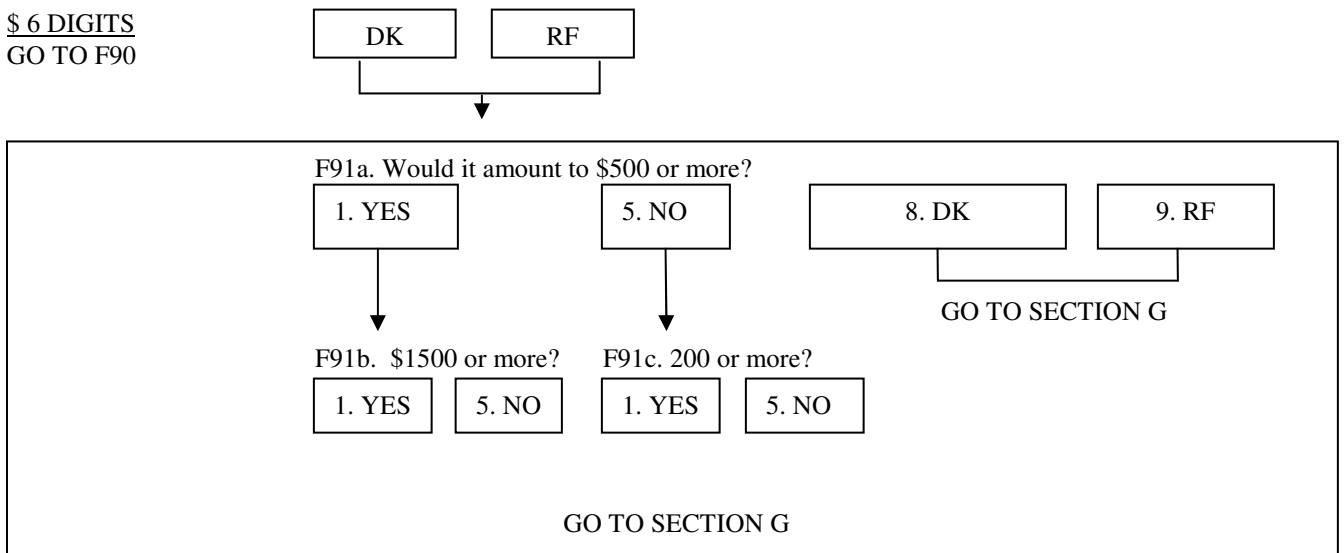 $ 6 DIGITS
GO TO F90
DK RF
F91a. Would it amount to $500 or more?
1. YES 5. NO 8. DK 9. RF
GO TO SECTION G
F91b. $1500 or more? F91c. 200 or more?
1. YES 5. NO 1. YES 5. NO
GO TO SECTION G